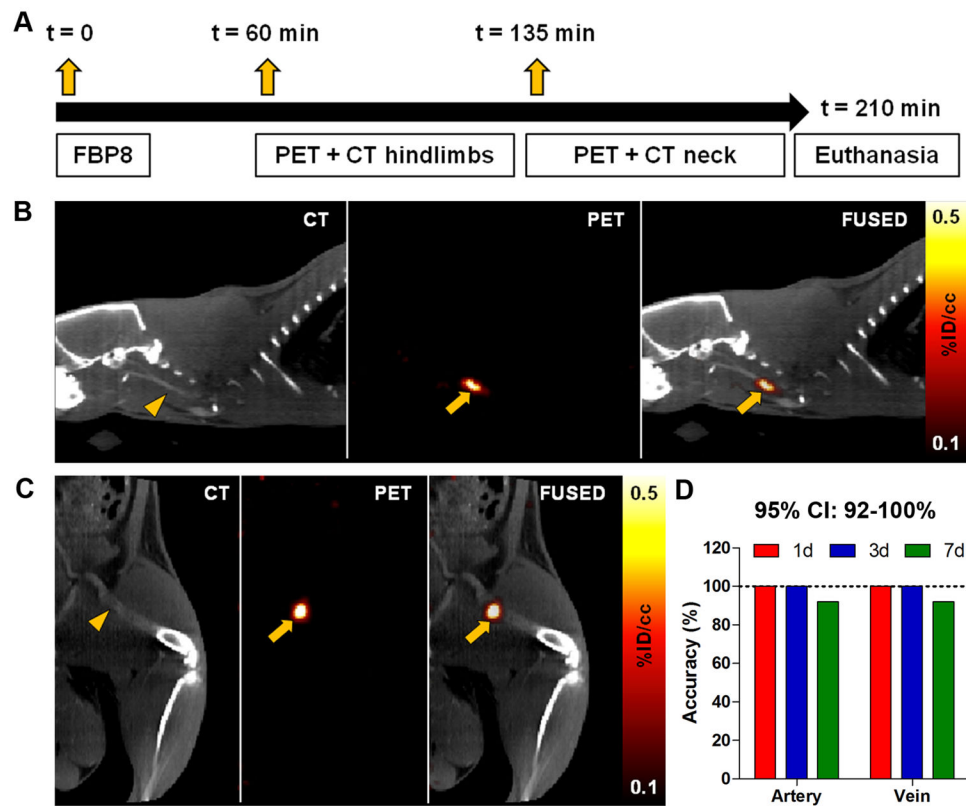 A
t = 0
t = 60 min
t = 135 min
t = 210 min
FBP8
PET + CT hindlimbs
PET + CT neck
Euthanasia
B
CT
PET
FUSED
0.5
%ID/cc
0.1
C
CT
PET
FUSED
0.5
%ID/cc
0.1
D
95% CI: 92-100%
1d
3d
7d
Accuracy (%)
120
100
80
60
40
20
0
Artery
Vein